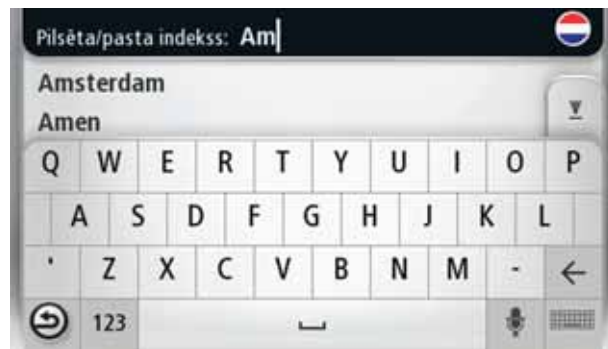 Pilsēta/pasta indekss: Am
Amsterdam
Amen
Q W E R T Y U I O P
A S D F G H J K L
' Z X C V B N M -
123